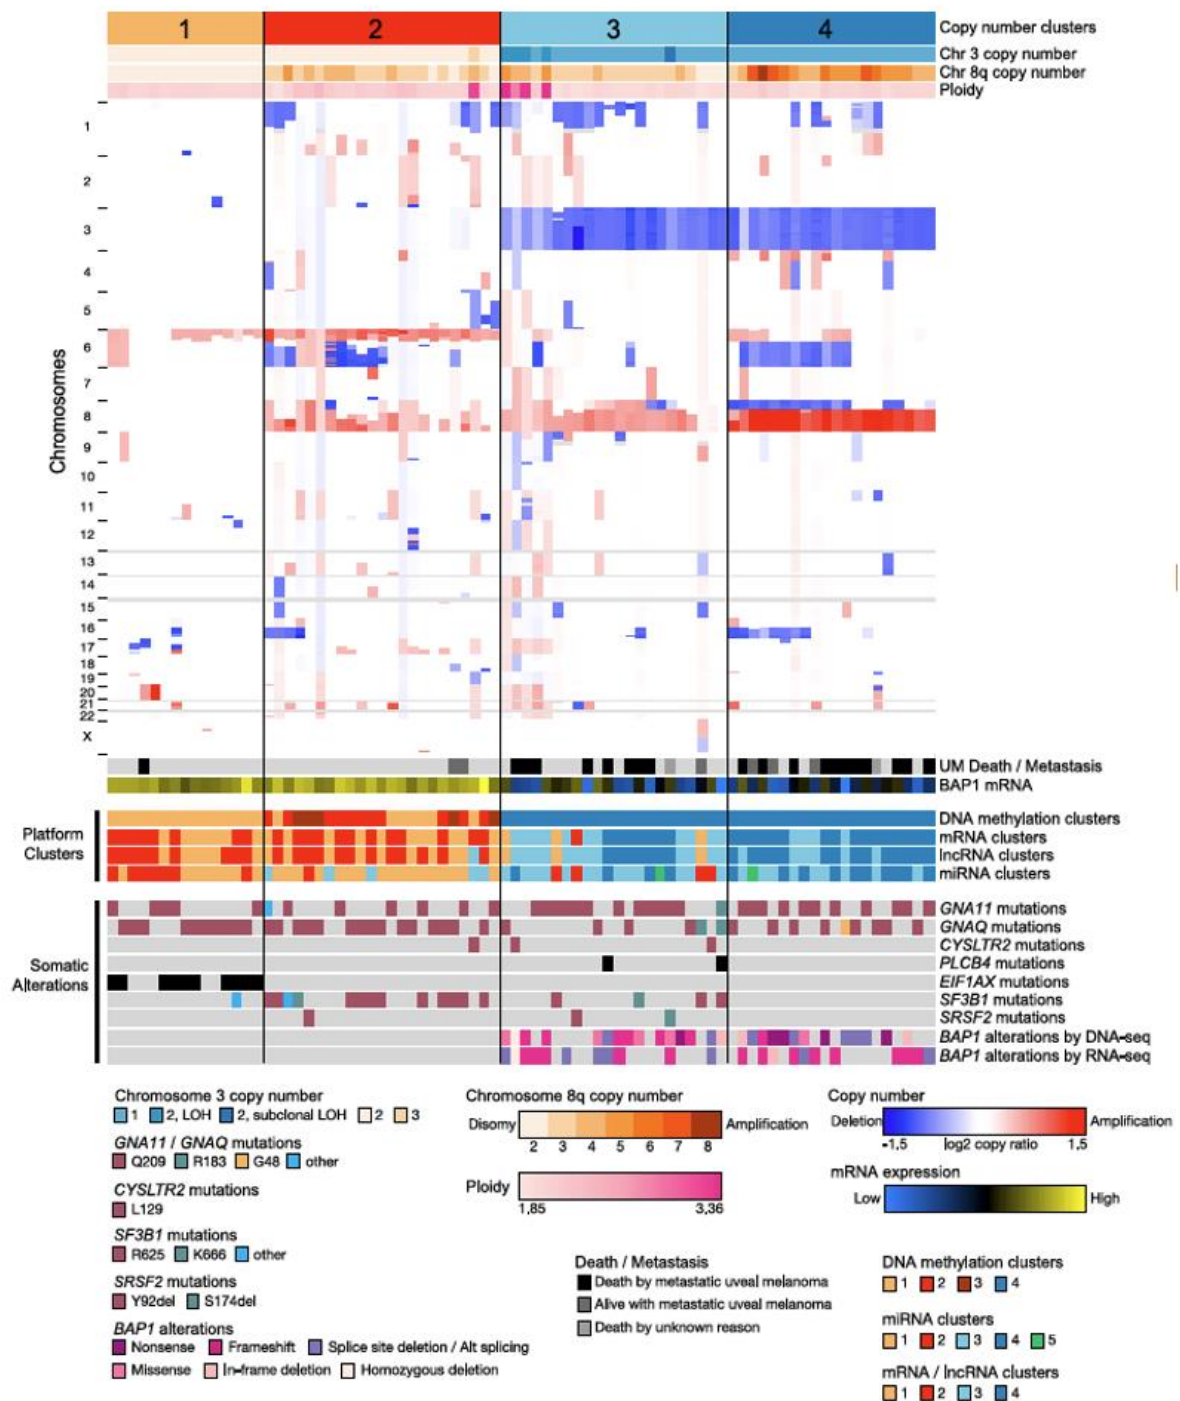 1 2 3 4 Copy number clusters
Chr 3 copy number
Chr 8q copy number
Ploidy
Chromosomes
1
2
3
4
5
6
7
8
9
10
11
12
13
14
15
16
17
18
19
20
21
22
X
UM Death / Metastasis
BAP1 mRNA
Platform Clusters
DNA methylation clusters
mRNA clusters
lncRNA clusters
miRNA clusters
Somatic Alterations
GNA11 mutations
GNAQ mutations
CYSLTR2 mutations
PLCB4 mutations
EIF1AX mutations
SF3B1 mutations
SRSF2 mutations
BAP1 alterations by DNA-seq
BAP1 alterations by RNA-seq
Chromosome 3 copy number
1 2, LOH 2, subclonal LOH 2 3
GNA11 / GNAQ mutations
Q209 R183 G48 other
CYSLTR2 mutations
L129
SF3B1 mutations
R625 K666 other
SRSF2 mutations
Y92del S174del
BAP1 alterations
Nonsense Frameshift Splice site deletion / Alt splicing
Missense In-frame deletion Homozygous deletion
Chromosome 8q copy number
Disomy Amplification
2 3 4 5 6 7 8
Ploidy
1,85 3,36
Death / Metastasis
Death by metastatic uveal melanoma
Alive with metastatic uveal melanoma
Death by unknown reason
Copy number
Deletion Amplification
-1.5 log2 copy ratio 1.5
mRNA expression
Low High
DNA methylation clusters
1 2 3 4
miRNA clusters
1 2 3 4 5
mRNA / lncRNA clusters
1 2 3 4